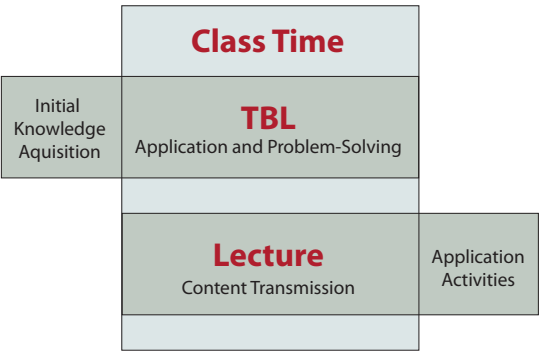 Class Time
Initial
Knowledge
Aquisition
TBL
Application and Problem-Solving
Lecture
Content Transmission
Application
Activities